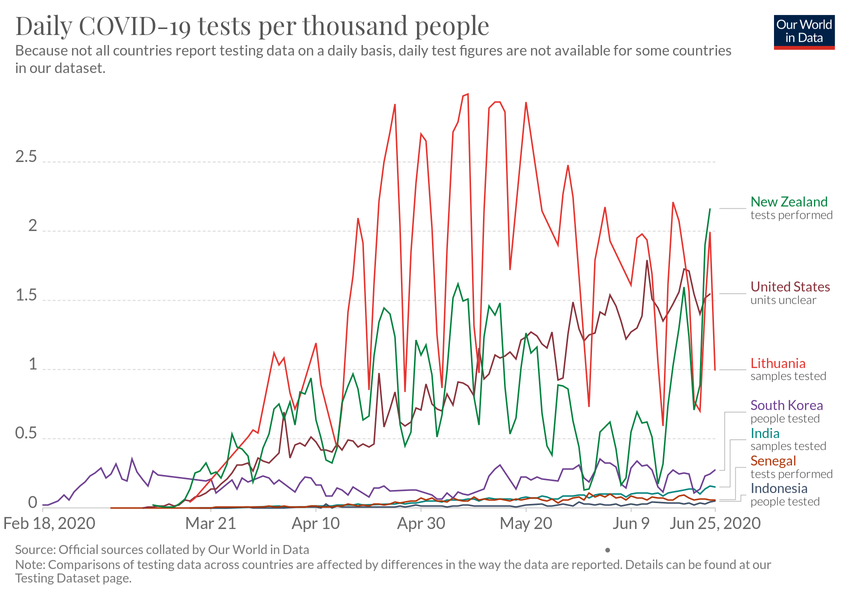 Daily COVID-19 tests per thousand people
Our World
in Data
Because not all countries report testing data on a daily basis, daily test figures are not available for some countries
in our dataset.
2.5
2
1.5
1
0.5
0
New Zealand
tests performed
United States
units unclear
Lithuania
samples tested
South Korea
people tested
India
samples tested
Senegal
tests performed
Indonesia
people tested
Feb 18, 2020
Mar 21
Apr 10
Apr 30
May 20
Jun 9
Jun 25, 2020
Source: Official sources collated by Our World in Data
Note: Comparisons of testing data across countries are affected by differences in the way the data are reported. Details can be found at our
Testing Dataset page.